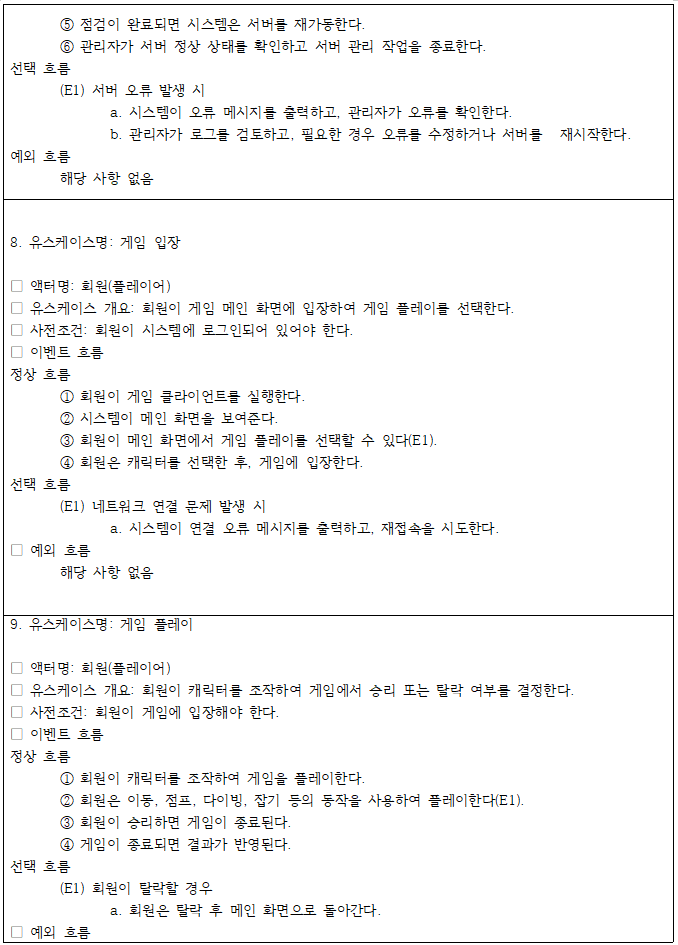 ⑤ 점검이 완료되면 시스템은 서버를 재가동한다.
⑥ 관리자가 서버 정상 상태를 확인하고 서버 관리 작업을 종료한다.
선택 흐름
(E1) 서버 오류 발생 시
a. 시스템이 오류 메시지를 출력하고, 관리자가 오류를 확인한다.
b. 관리자가 로그를 검토하고, 필요한 경우 오류를 수정하거나 서버를 재시작한다.
예외 흐름
해당 사항 없음
8. 유스케이스명: 게임 입장
□ 액터명: 회원(플레이어)
□ 유스케이스 개요: 회원이 게임 메인 화면에 입장하여 게임 플레이를 선택한다.
□ 사전조건: 회원이 시스템에 로그인되어 있어야 한다.
□ 이벤트 흐름
정상 흐름
① 회원이 게임 클라이언트를 실행한다.
② 시스템이 메인 화면을 보여준다.
③ 회원이 메인 화면에서 게임 플레이를 선택할 수 있다(E1).
④ 회원은 캐릭터를 선택한 후, 게임에 입장한다.
선택 흐름
(E1) 네트워크 연결 문제 발생 시
a. 시스템이 연결 오류 메시지를 출력하고, 재접속을 시도한다.
□ 예외 흐름
해당 사항 없음
9. 유스케이스명: 게임 플레이
□ 액터명: 회원(플레이어)
□ 유스케이스 개요: 회원이 캐릭터를 조작하여 게임에서 승리 또는 탈락 여부를 결정한다.
□ 사전조건: 회원이 게임에 입장해야 한다.
□ 이벤트 흐름
정상 흐름
① 회원이 캐릭터를 조작하여 게임을 플레이한다.
② 회원은 이동, 점프, 다이빙, 잡기 등의 동작을 사용하여 플레이한다(E1).
③ 회원이 승리하면 게임이 종료된다.
④ 게임이 종료되면 결과가 반영된다.
선택 흐름
(E1) 회원이 탈락할 경우
a. 회원은 탈락 후 메인 화면으로 돌아간다.
□ 예외 흐름